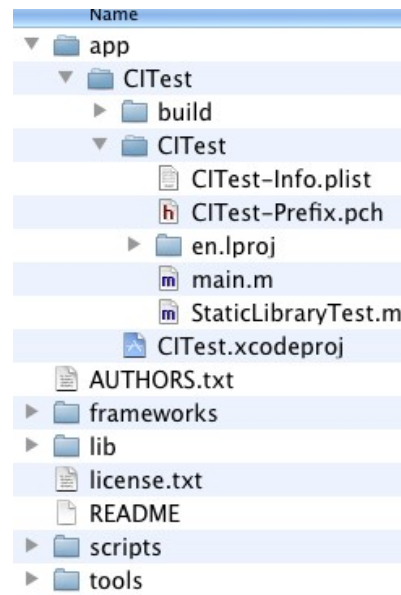 Name
app
CITest
build
CITest
CITest-Info.plist
h CITest-Prefix.pch
en.lproj
m main.m
m StaticLibraryTest.m
CITest.xcodeproj
AUTHORS.txt
frameworks
lib
license.txt
README
scripts
tools